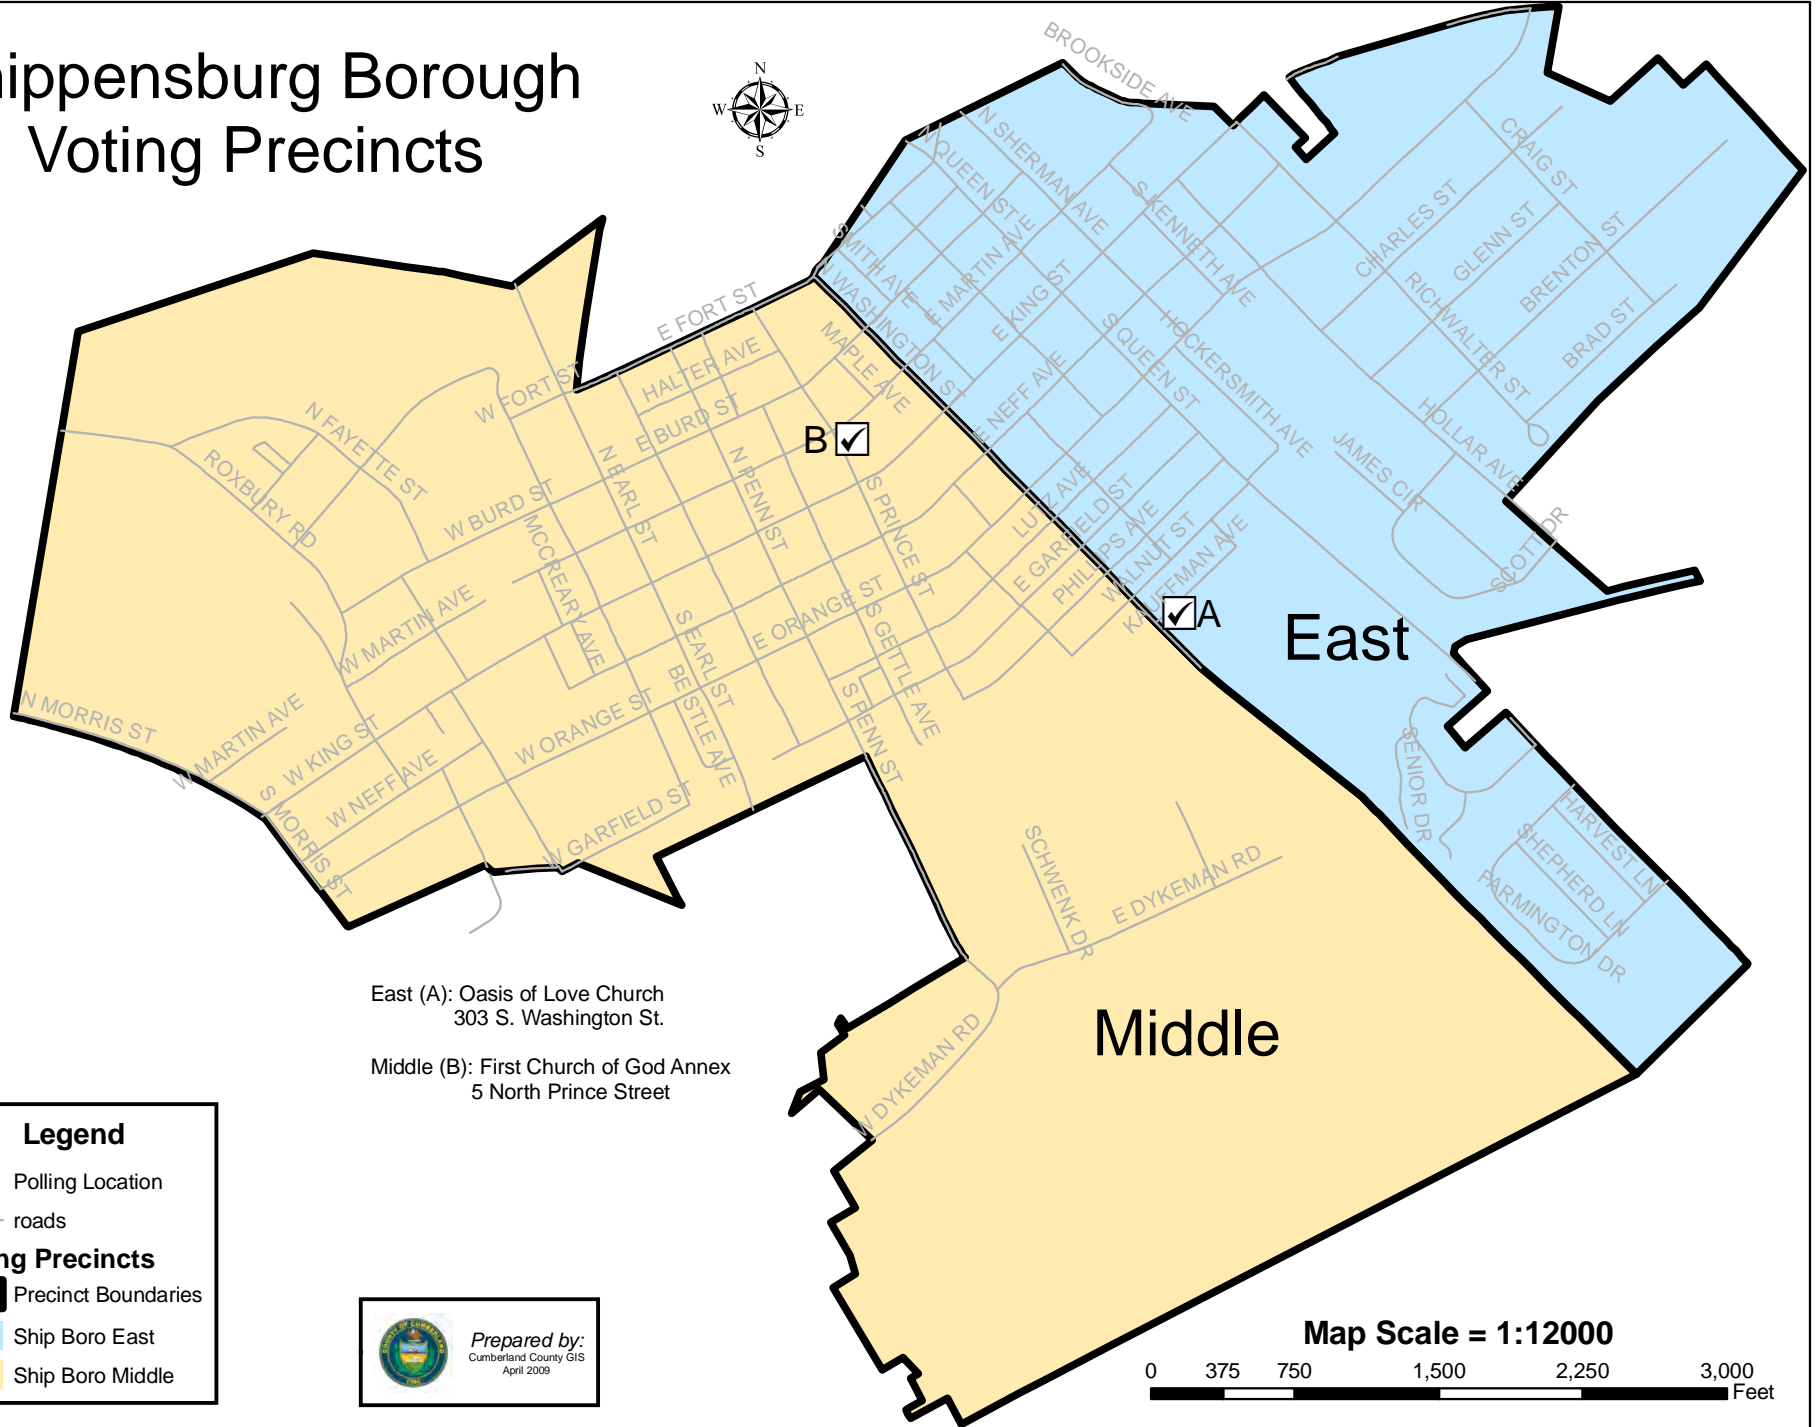 hippensburg Borough
Voting Precincts
N
W E
S
BROOKSIDE AVE
N SHERMAN AVE
N QUEEN ST
CRAIG ST
S KENNETH AVE
CHARLES ST
GLENN ST
BRENTON ST
SMITH AVE
E MARTIN AVE
E KING ST
RICHWALTER ST
BRAD ST
N WASHINGTON ST
E FORT ST
HALTER AVE
MAPLE AVE
S QUEEN ST
HOCKERSMITH AVE
W FORT ST
E BURD ST
E NEFF AVE
HOLLAR AVE
N FAYETTE ST
ROXBURY RD
N EARL ST
N PENN ST
B
JAMES CIR
W BURD ST
MCCREARY AVE
S PRINCE ST
LUTZ AVE
E GARFIELD ST
PHILLIPS AVE
WALNUT ST
KAUFFMAN AVE
SCOTT DR
A
East
W MARTIN AVE
S EARL ST
E ORANGE ST
S GETTLE AVE
BESTLE AVE
S PENN ST
N MORRIS ST
W MARTIN AVE
W KING ST
W NEFF AVE
W ORANGE ST
S MORRIS ST
W GARFIELD ST
SENIOR DR
HARVEST LN
SHEPHERD LN
FARMINGTON DR
SCHWENK DR
E DYKEMAN RD
W DYKEMAN RD
Middle
East (A): Oasis of Love Church
303 S. Washington St.
Middle (B): First Church of God Annex
5 North Prince Street
Legend
Polling Location
roads
ng Precincts
Precinct Boundaries
Ship Boro East
Ship Boro Middle
Prepared by:
Cumberland County GIS
April 2009
Map Scale = 1:12000
0 375 750 1,500 2,250 3,000
Feet